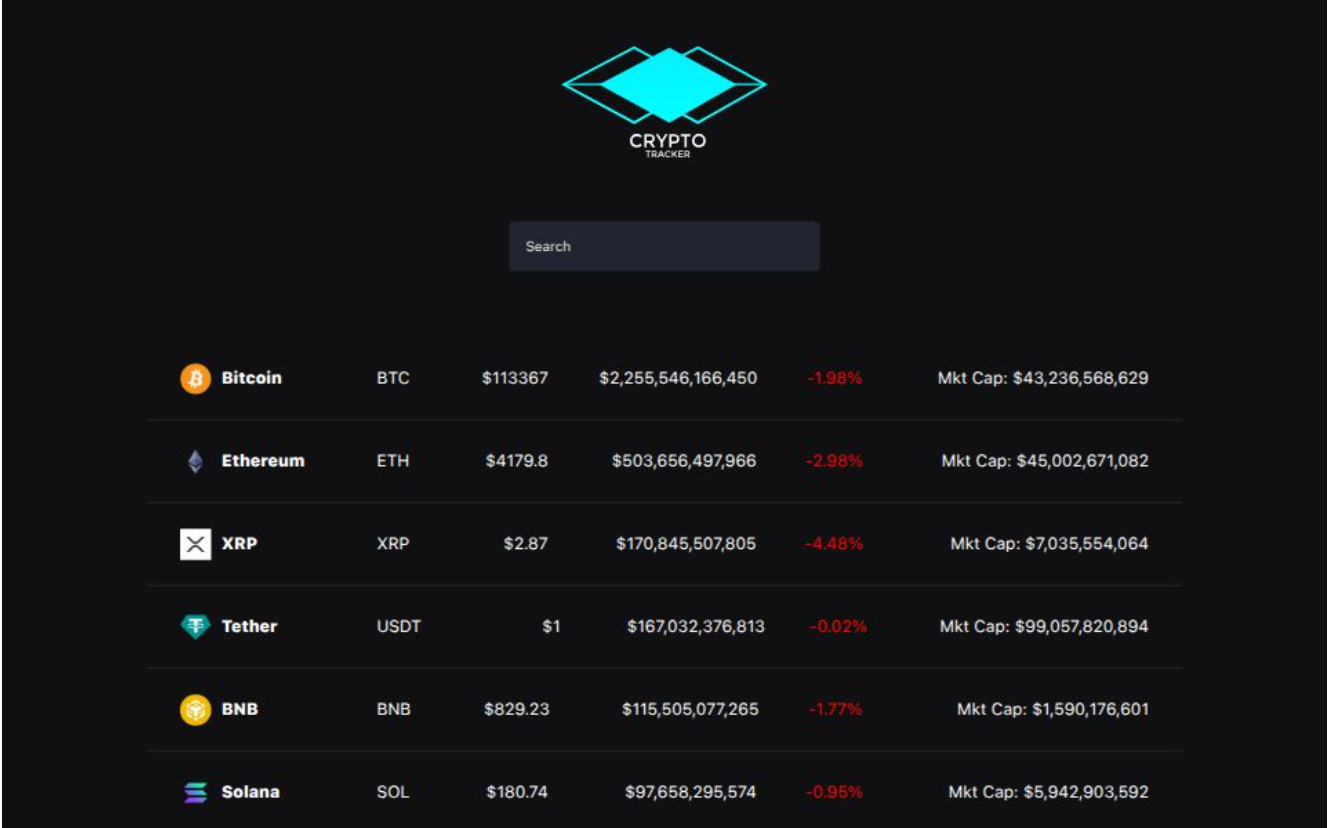 CRYPTO
TRACKER
Search
Bitcoin BTC $113367 $2,255,546,166,450 -1.98% Mkt Cap: $43,236,568,629
Ethereum ETH $4179.8 $503,656,497,966 -2.98% Mkt Cap: $45,002,671,082
XRP XRP $2.87 $170,845,507,805 -4.48% Mkt Cap: $7,035,554,064
Tether USDT $1 $167,032,376,813 -0.02% Mkt Cap: $99,057,820,894
BNB BNB $829.23 $115,505,077,265 -1.77% Mkt Cap: $1,590,176,601
Solana SOL $180.74 $97,658,295,574 -0.95% Mkt Cap: $5,942,903,592